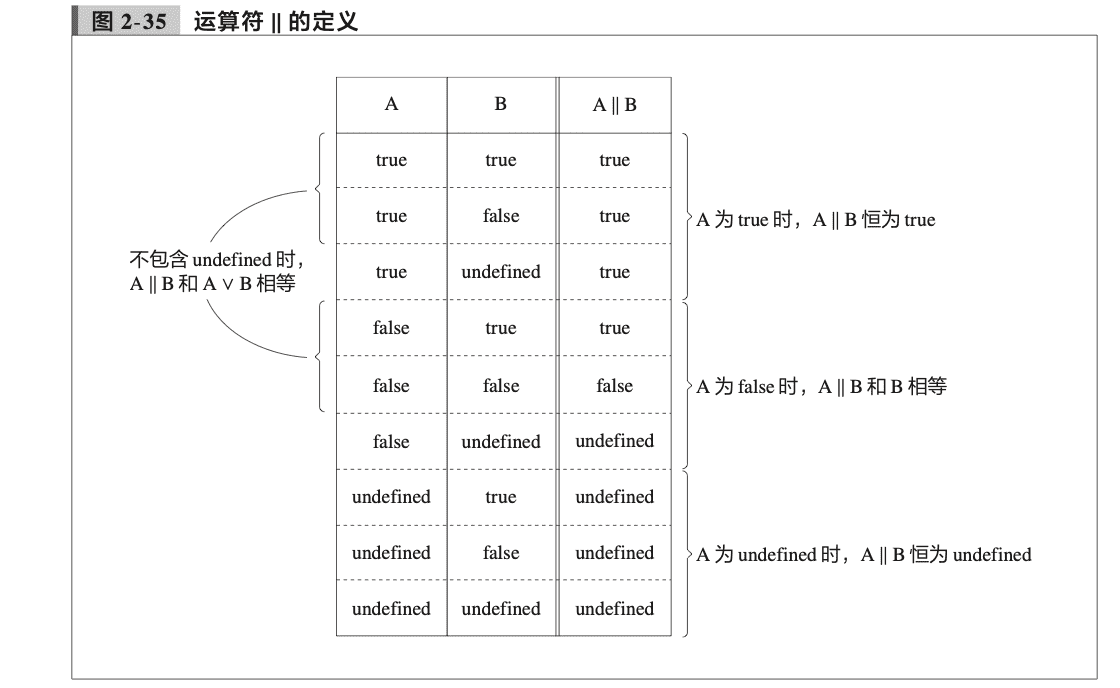 图 2-35 运算符 || 的定义
A B A || B
true true true
true false true
true undefined true
false true true
false false false
false undefined undefined
undefined true undefined
undefined false undefined
undefined undefined undefined
不包含 undefined 时，
A || B 和 A ∨ B 相等
A 为 true 时，A || B 恒为 true
A 为 false 时，A || B 和 B 相等
A 为 undefined 时，A || B 恒为 undefined